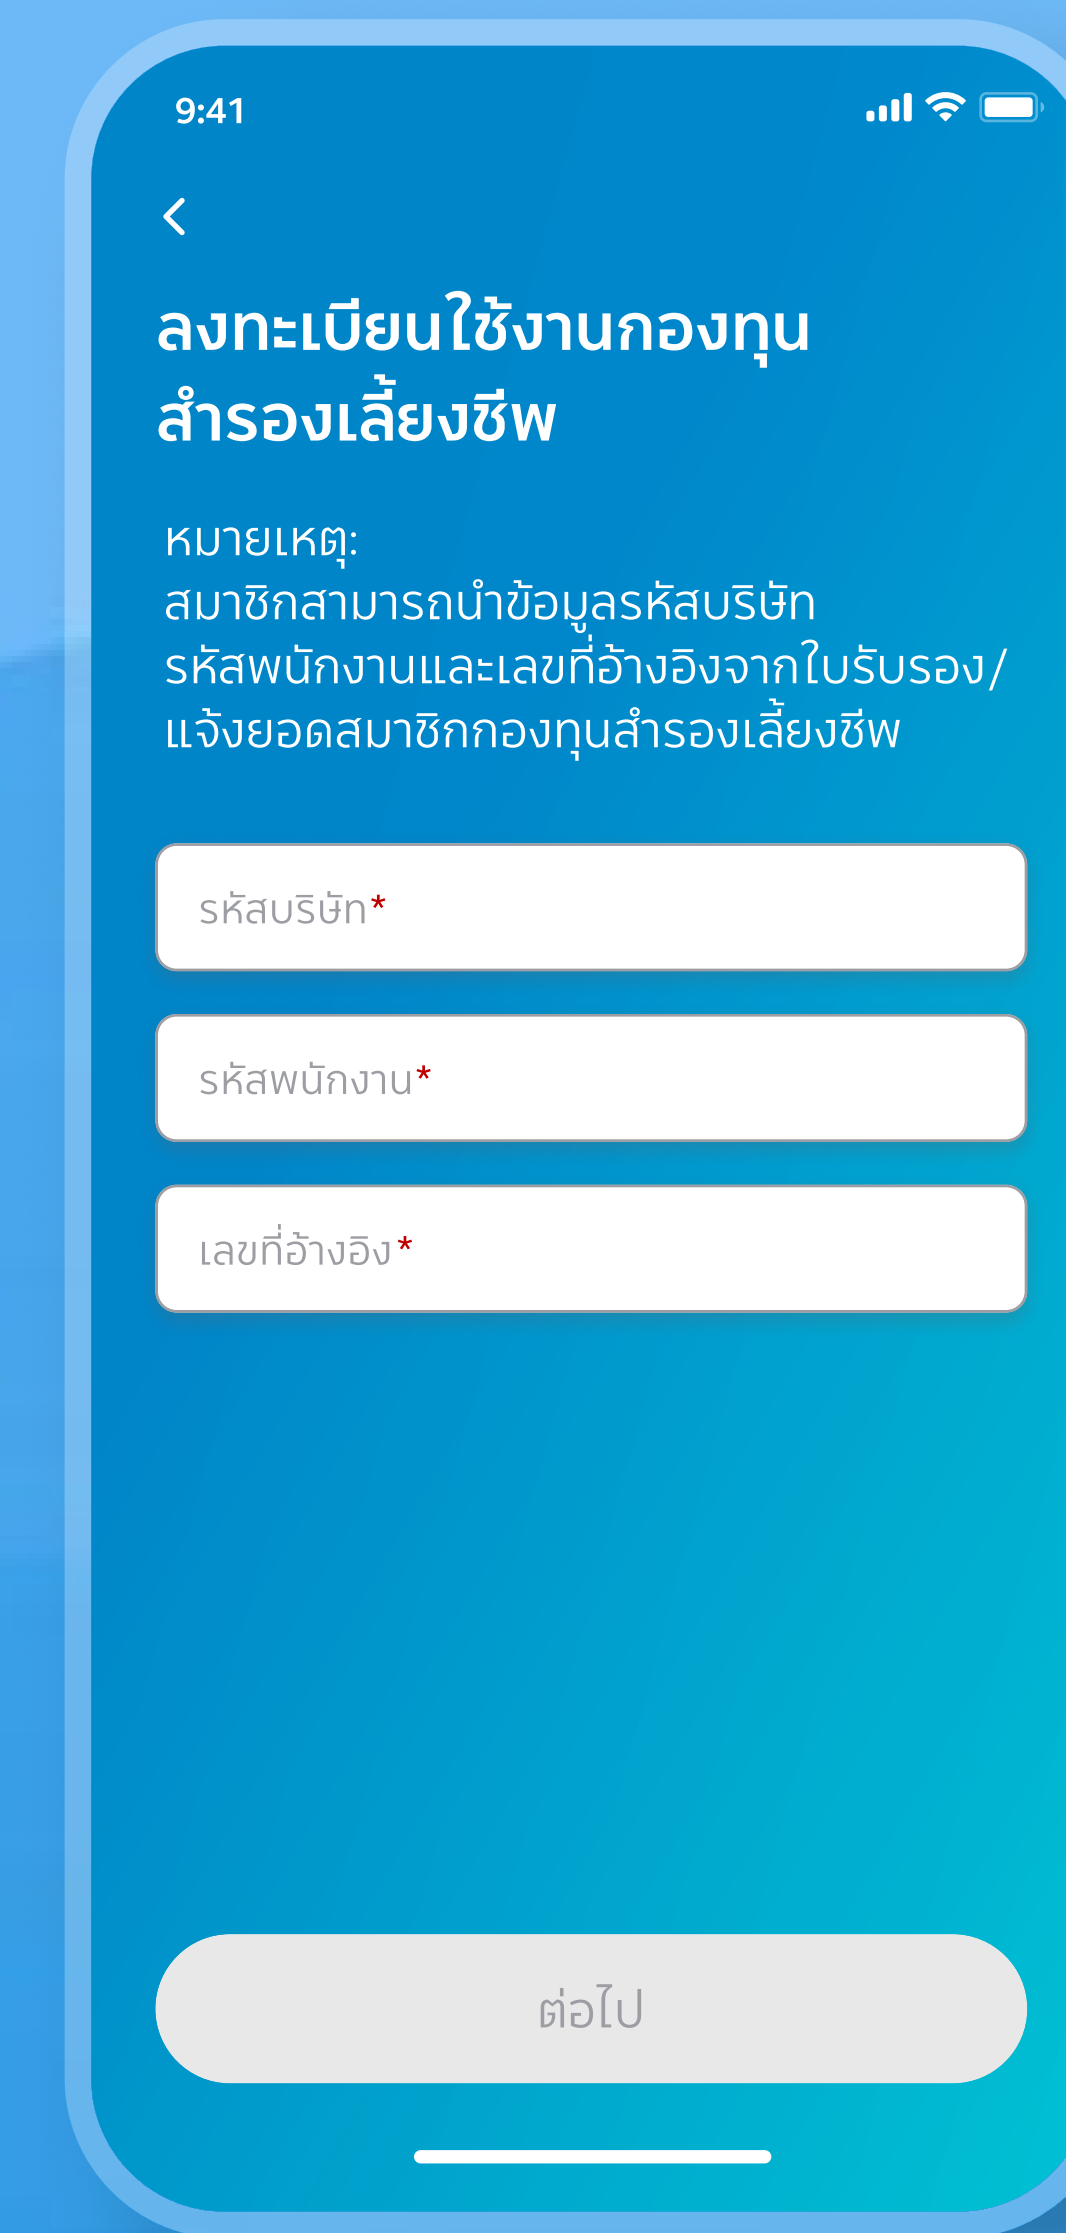 9:41
ลงทะเบียนใช้งานกองทุน
สำรองเลี้ยงชีพ
หมายเหตุ:
สมาชิกสามารถนำข้อมูลรหัสบริษัท
รหัสพนักงานและเลขที่อ้างอิงจากใบรับรอง/
แจ้งยอดสมาชิกกองทุนสำรองเลี้ยงชีพ
รหัสบริษัท*
รหัสพนักงาน*
เลขที่อ้างอิง*
ต่อไป